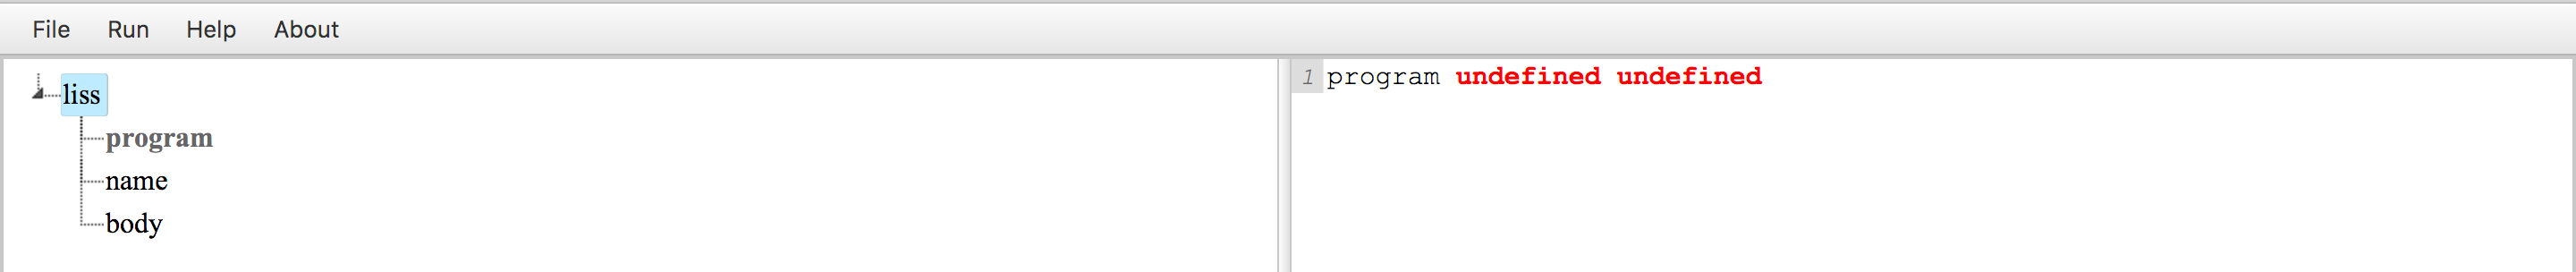 File Run Help About
liss
program
name
body
1 program undefined undefined